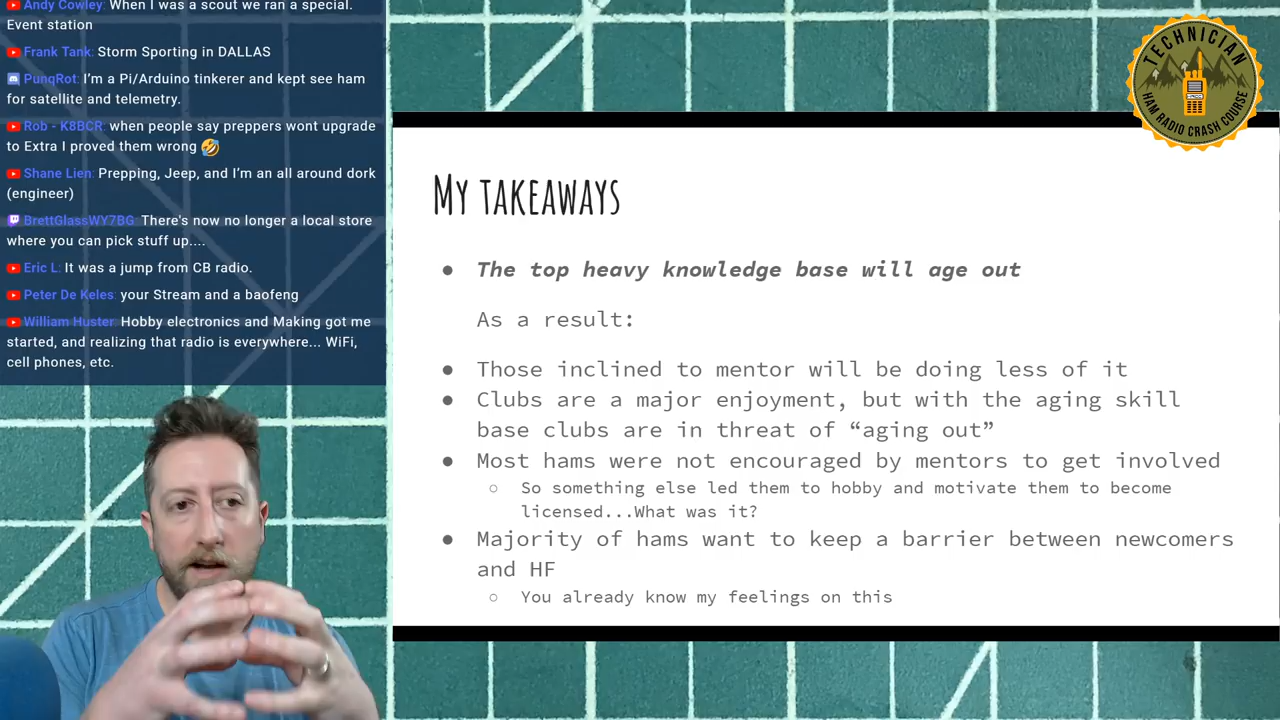 Andy Cowley: When I was a scout we ran a special.
Event station
Frank Tank: Storm Sporting in DALLAS
PunqRot: I’m a Pi/Arduino tinkerer and kept see ham
for satellite and telemetry.
Rob - K8BCR: when people say preppers wont upgrade
to Extra I proved them wrong 🤣
Shane Lien: Prepping, Jeep, and I’m an all around dork
(engineer)
BrettGlassWY7BG: There's now no longer a local store
where you can pick stuff up....
Eric L: It was a jump from CB radio.
Peter De Keles: your Stream and a baofeng
William Huster: Hobby electronics and Making got me
started, and realizing that radio is everywhere... WiFi,
cell phones, etc.
TECHNICIAN
HAM RADIO CRASH COURSE
My takeaways
● The top heavy knowledge base will age out
As a result:
● Those inclined to mentor will be doing less of it
● Clubs are a major enjoyment, but with the aging skill
base clubs are in threat of “aging out”
● Most hams were not encouraged by mentors to get involved
○ So something else led them to hobby and motivate them to become
licensed...What was it?
● Majority of hams want to keep a barrier between newcomers
and HF
○ You already know my feelings on this